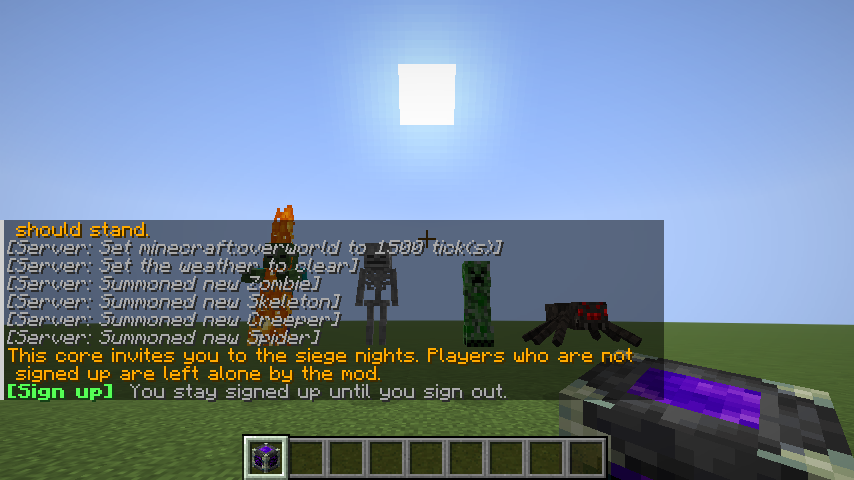 should stand.
[Server: Set minecraft:overworld to 1500 tick(s)]
[Server: Set the weather to clear]
[Server: Summoned new Zombie]
[Server: Summoned new Skeleton]
[Server: Summoned new Creeper]
[Server: Summoned new Spider]
This core invites you to the siege nights. Players who are not
signed up are left alone by the mod.
[Sign up] You stay signed up until you sign out.